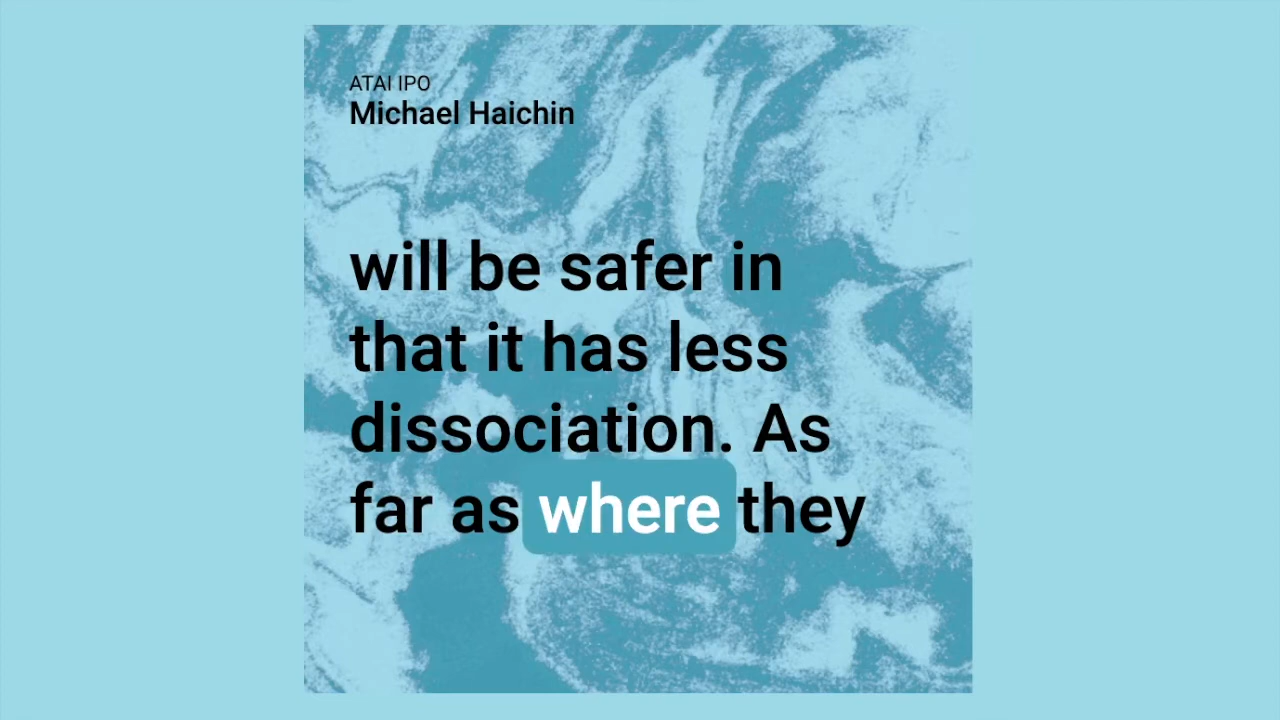 ATAI IPO
Michael Haichin
will be safer in
that it has less
dissociation. As
far as where they